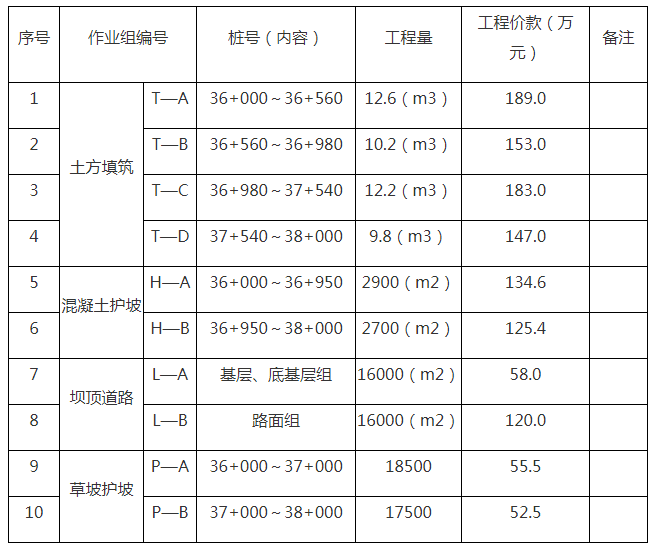 序号 作业组编号 桩号（内容） 工程量 工程价款（万元） 备注
1 土方填筑 T—A 36+000～36+560 12.6（m3） 189.0
2 T—B 36+560～36+980 10.2（m3） 153.0
3 T—C 36+980～37+540 12.2（m3） 183.0
4 T—D 37+540～38+000 9.8（m3） 147.0
5 混凝土护坡 H—A 36+000～36+950 2900（m2） 134.6
6 H—B 36+950～38+000 2700（m2） 125.4
7 坝顶道路 L—A 基层、底基层组 16000（m2） 58.0
8 L—B 路面组 16000（m2） 120.0
9 草坡护坡 P—A 36+000～37+000 18500 55.5
10 P—B 37+000～38+000 17500 52.5